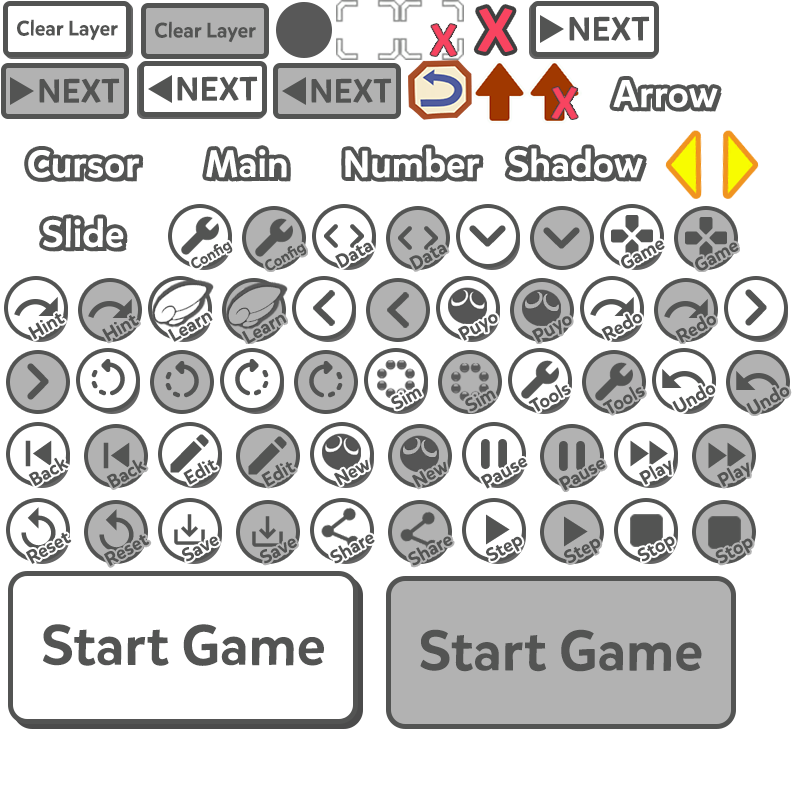 Clear Layer Clear Layer X X NEXT
NEXT NEXT NEXT X Arrow
Cursor Main Number Shadow
Slide Config Config Data Data Game Game
Hint Hint Learn Learn Puyo Puyo Redo Redo
Sim Sim Tools Tools Undo Undo
Back Back Edit Edit New New Pause Pause Play Play
Reset Reset Save Save Share Share Step Step Stop Stop
Start Game Start Game